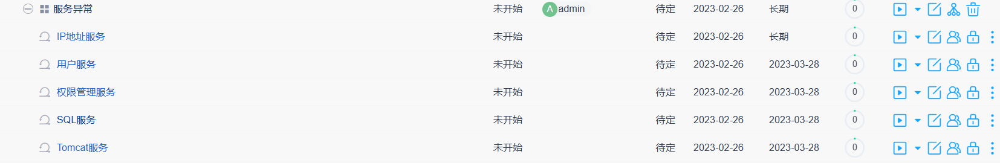 服务异常 未开始 A admin 待定 2023-02-26 长期 0
IP地址服务 未开始 待定 2023-02-26 长期 0
用户服务 未开始 待定 2023-02-26 2023-03-28 0
权限管理服务 未开始 待定 2023-02-26 2023-03-28 0
SQL服务 未开始 待定 2023-02-26 2023-03-28 0
Tomcat服务 未开始 待定 2023-02-26 2023-03-28 0